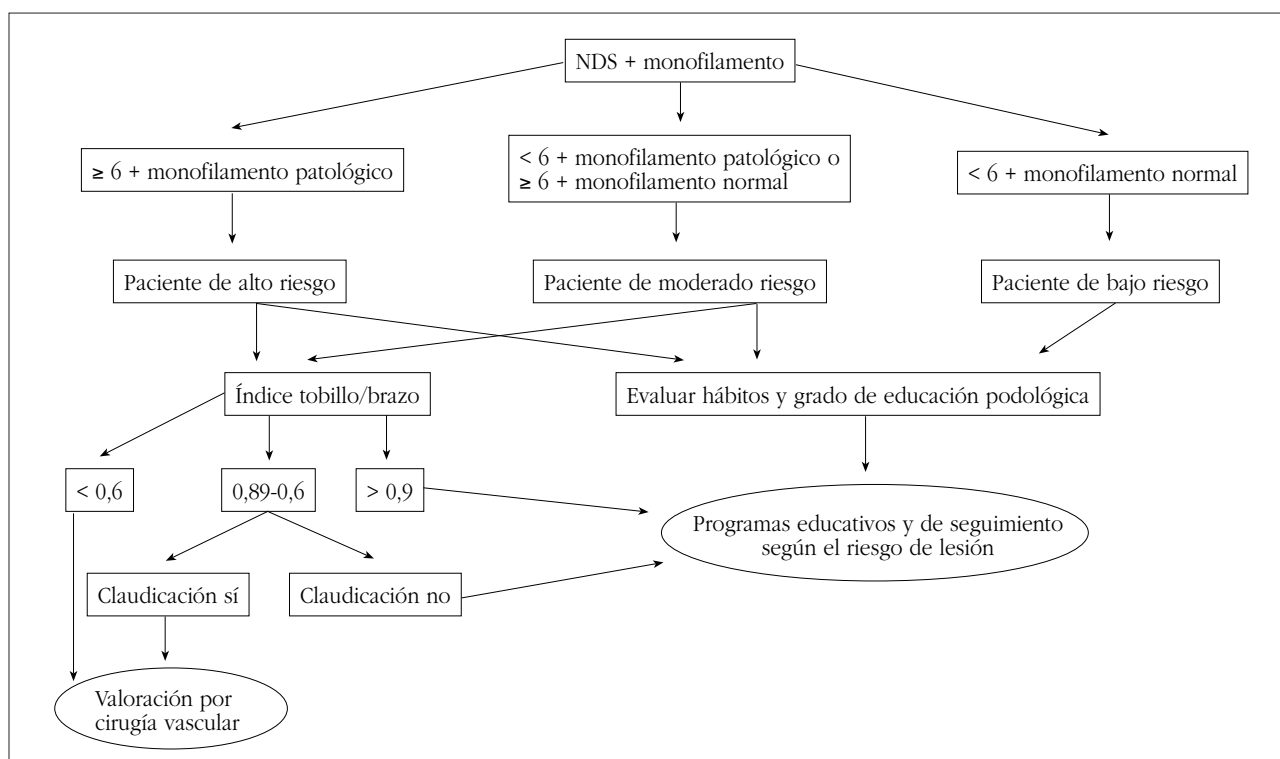 NDS + monofilamento
≥ 6 + monofilamento patológico
< 6 + monofilamento patológico o
≥ 6 + monofilamento normal
< 6 + monofilamento normal
Paciente de alto riesgo
Paciente de moderado riesgo
Paciente de bajo riesgo
Índice tobillo/brazo
Evaluar hábitos y grado de educación podológica
< 0,6
0,89-0,6
> 0,9
Programas educativos y de seguimiento
según el riesgo de lesión
Claudicación sí
Claudicación no
Valoración por
cirugía vascular